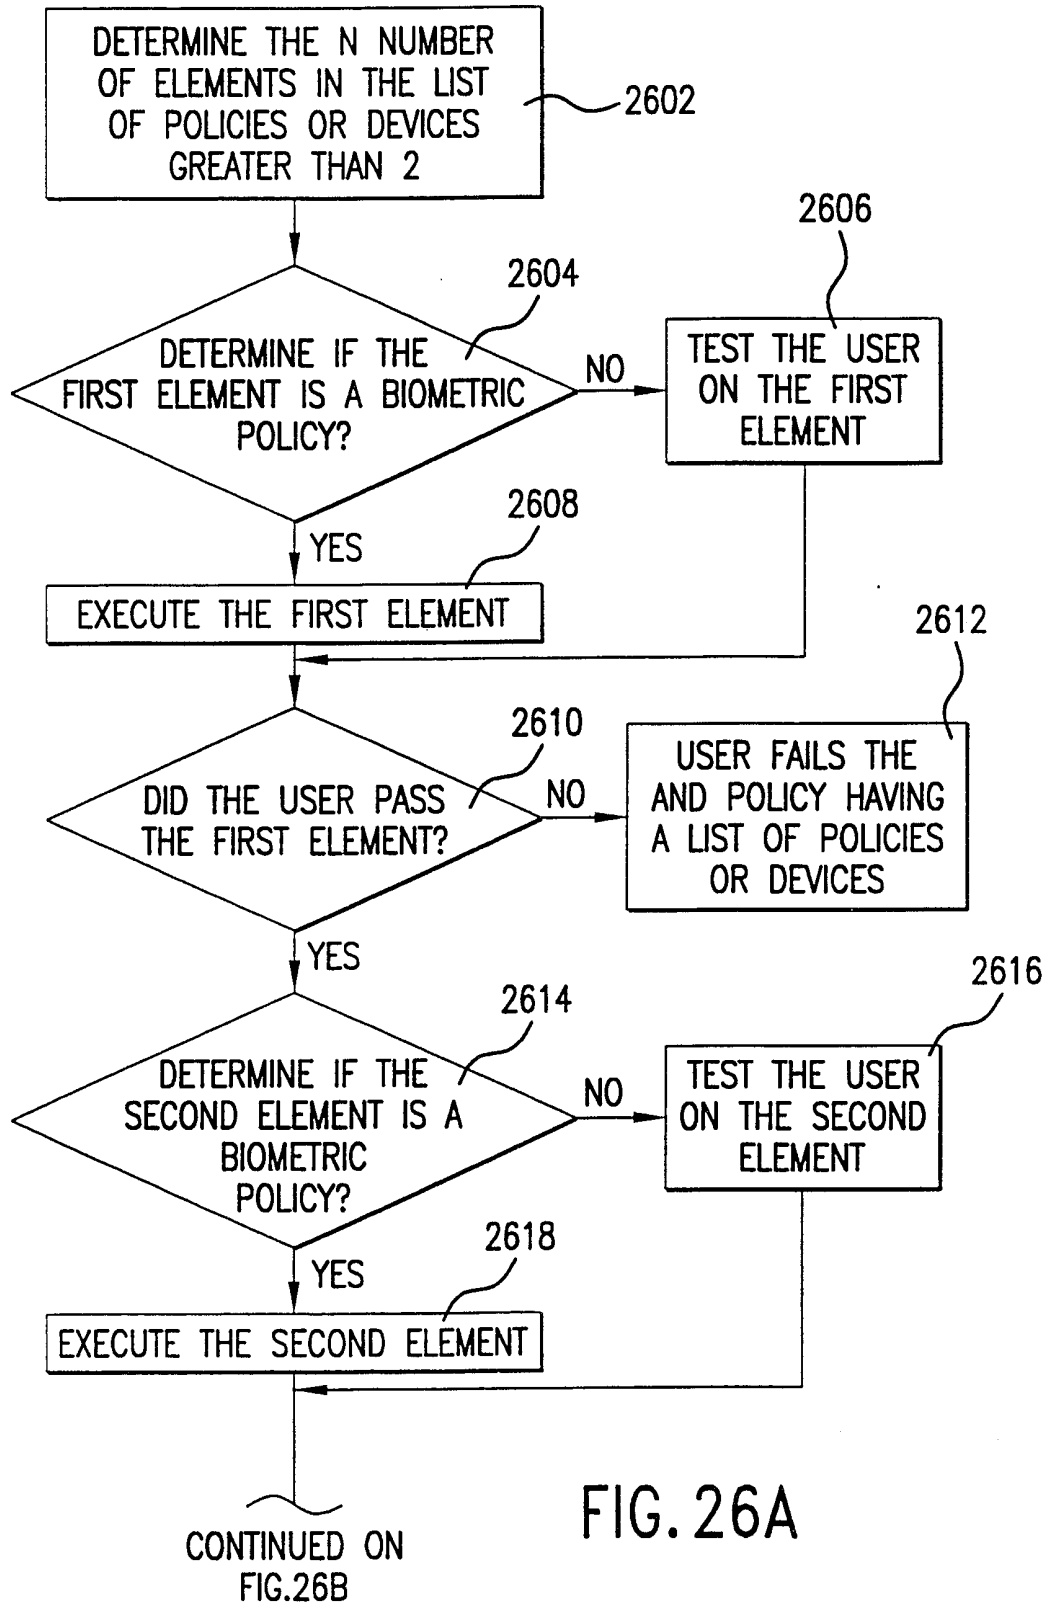 DETERMINE THE N NUMBER
OF ELEMENTS IN THE LIST
OF POLICIES OR DEVICES
GREATER THAN 2
2602
2604
DETERMINE IF THE
FIRST ELEMENT IS A BIOMETRIC
POLICY?
NO
2606
TEST THE USER
ON THE FIRST
ELEMENT
YES
2608
EXECUTE THE FIRST ELEMENT
2610
DID THE USER PASS
THE FIRST ELEMENT?
NO
2612
USER FAILS THE
AND POLICY HAVING
A LIST OF POLICIES
OR DEVICES
YES
2614
DETERMINE IF THE
SECOND ELEMENT IS A
BIOMETRIC
POLICY?
NO
2616
TEST THE USER
ON THE SECOND
ELEMENT
YES
2618
EXECUTE THE SECOND ELEMENT
CONTINUED ON
FIG.26B
FIG. 26A